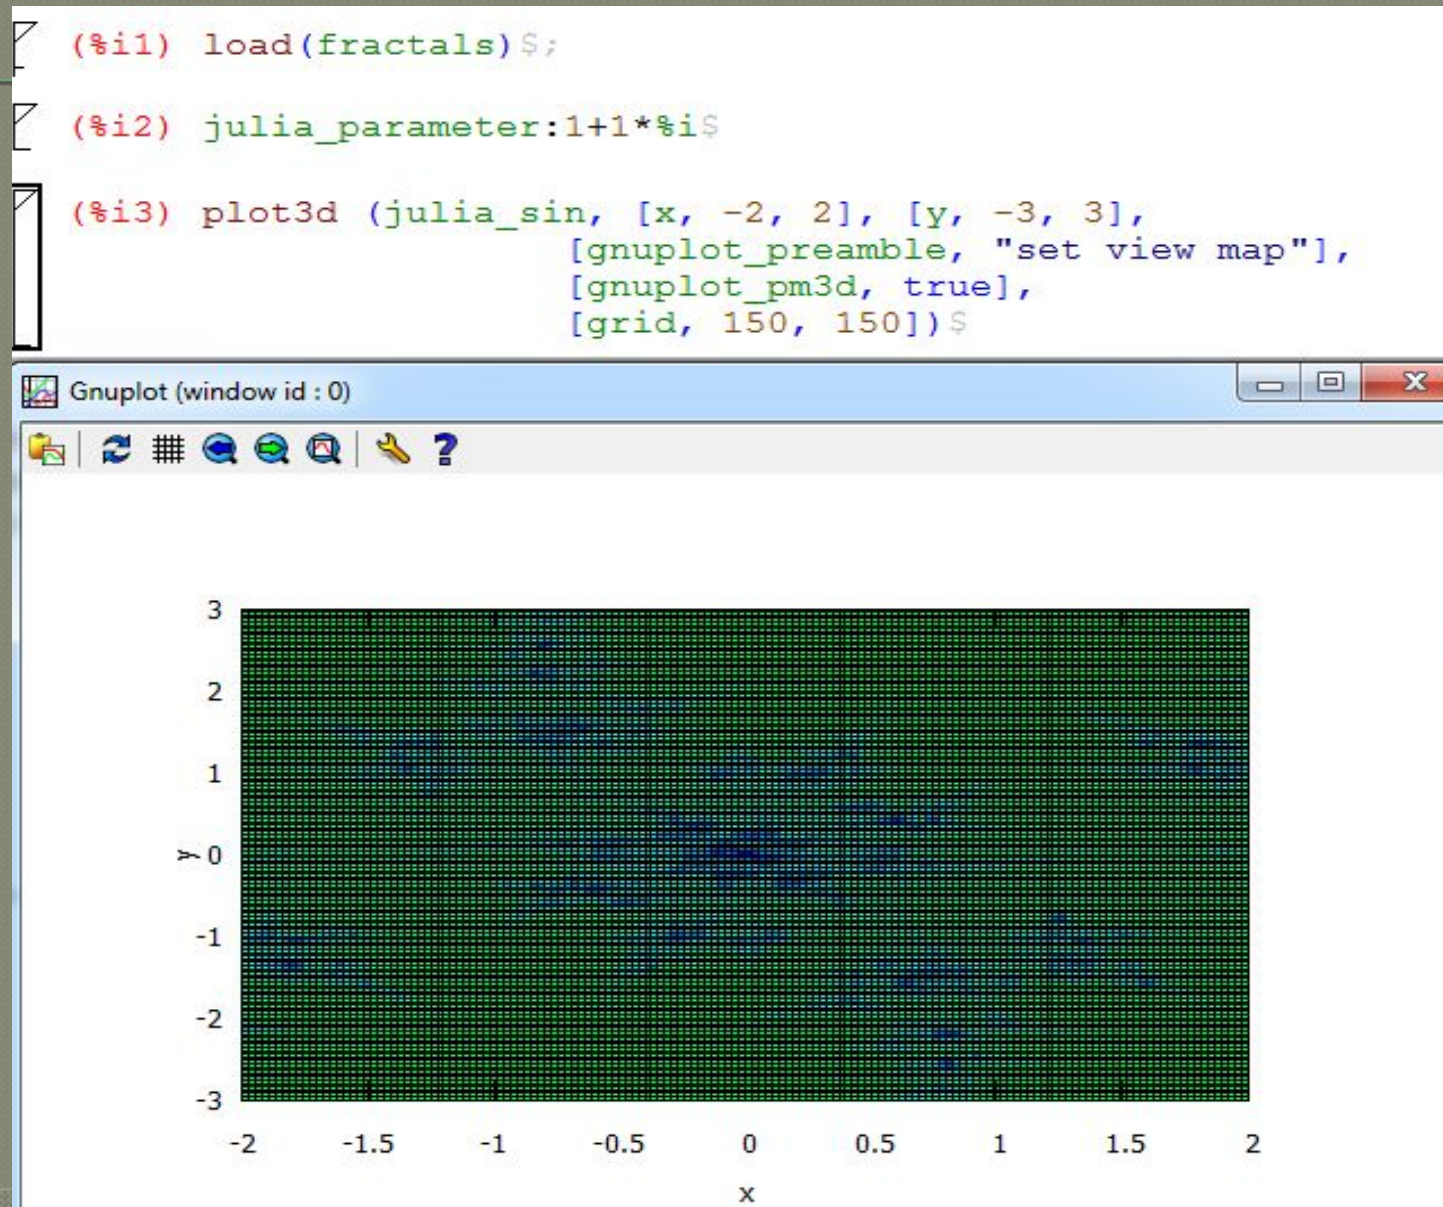 (%i1) load(fractals)$;
(%i2) julia_parameter:1+1*%i$
(%i3) plot3d (julia_sin, [x, -2, 2], [y, -3, 3],
[gnuplot_preamble, "set view map"],
[gnuplot_pm3d, true],
[grid, 150, 150])$
Gnuplot (window id : 0)
3
2
1
y 0
-1
-2
-3
-2 -1.5 -1 -0.5 0 0.5 1 1.5 2
x